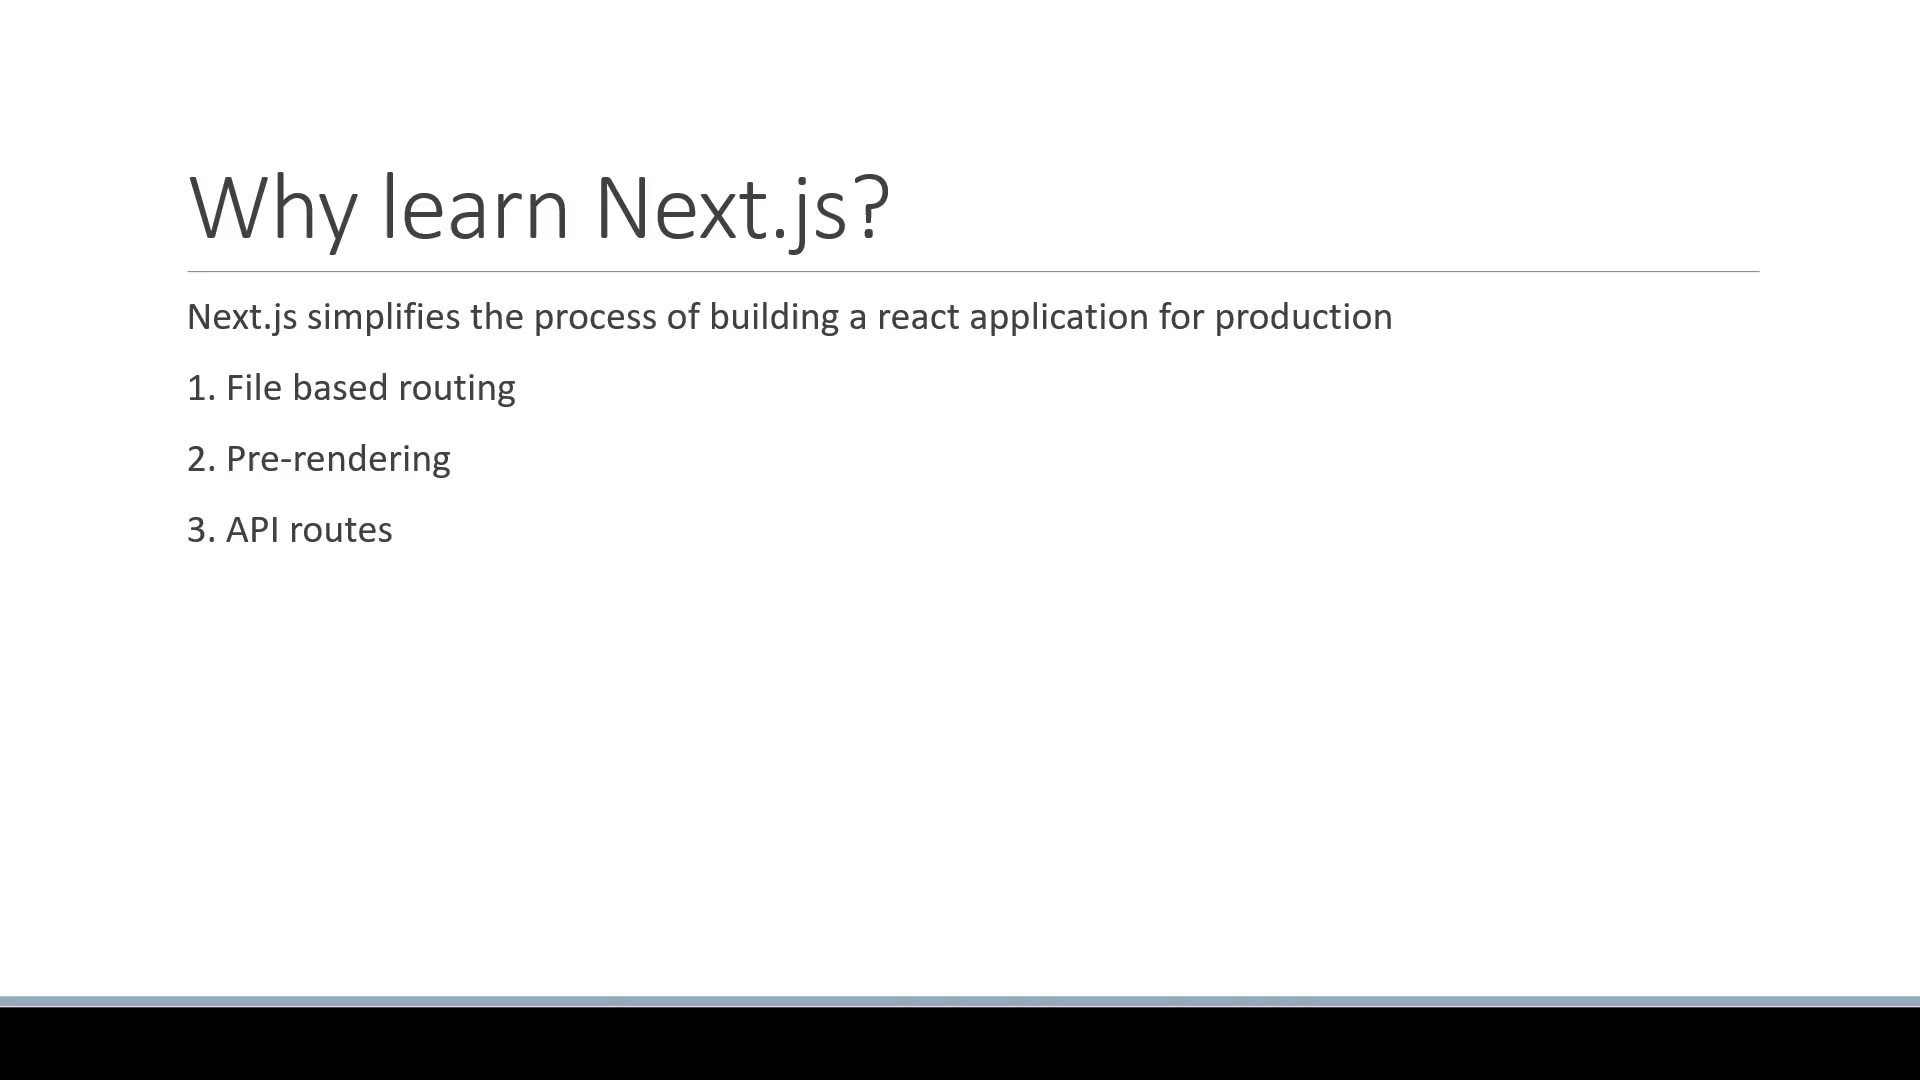 Why learn Next.js?
Next.js simplifies the process of building a react application for production
1. File based routing
2. Pre-rendering
3. API routes